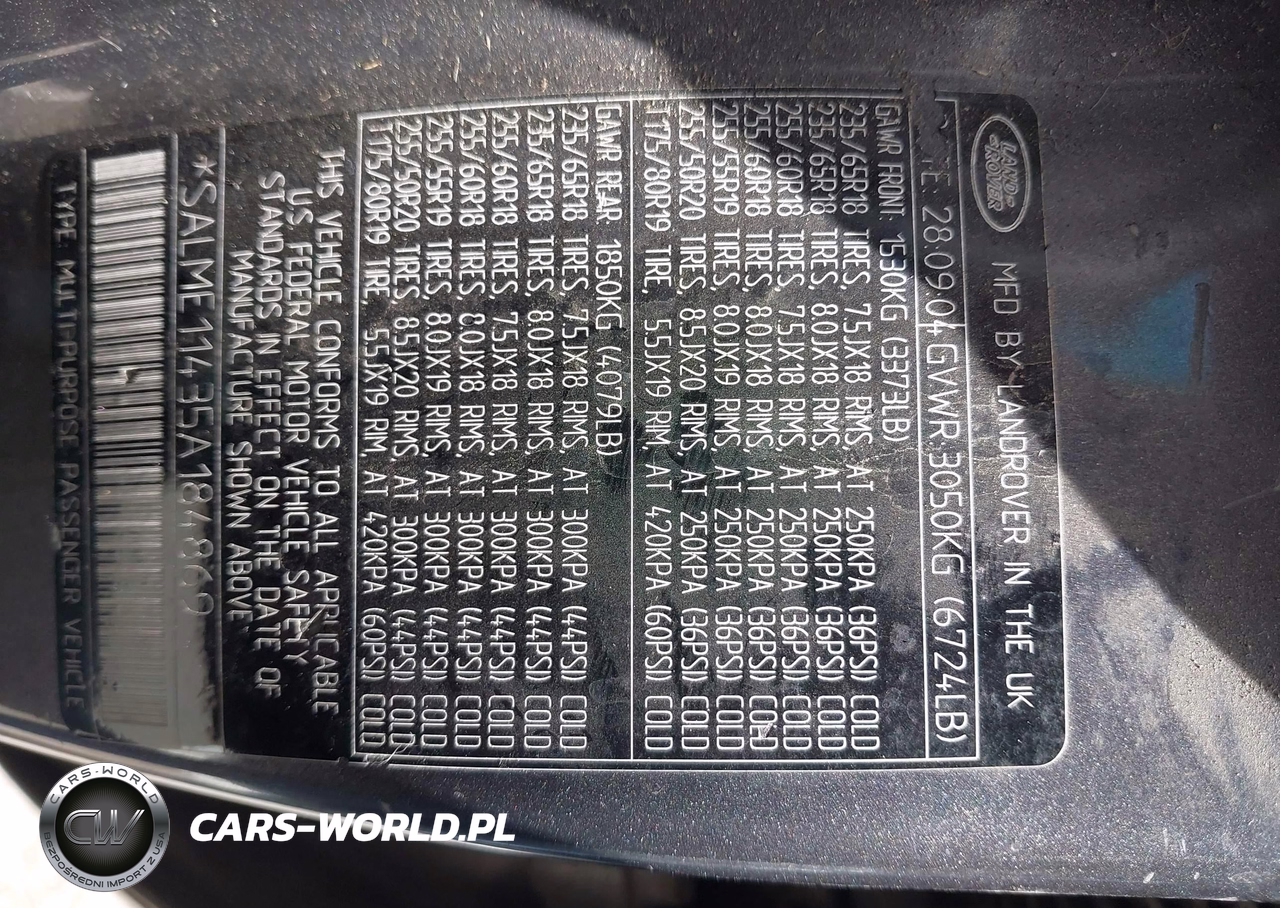 LAND ROVER
MFD BY LANDROVER IN THE UK
TE: 28.09.04 GVWR 3050KG (6724LB)
GAWR FRONT: 1530KG (3373LB)
235/65R18 TIRES, 7.5JX18 RIMS, AT 250KPA (36PSI) COLD
235/65R18 TIRES, 8.0JX18 RIMS, AT 250KPA (36PSI) COLD
255/60R18 TIRES, 7.5JX18 RIMS, AT 250KPA (36PSI) COLD
255/60R18 TIRES, 8.0JX18 RIMS, AT 250KPA (36PSI) COLD
255/55R19 TIRES, 8.0JX19 RIMS, AT 250KPA (36PSI) COLD
255/50R20 TIRES, 8.5JX20 RIMS, AT 250KPA (36PSI) COLD
T175/80R19 TIRE 5.5JX19 RIM, AT 420KPA (60PSI) COLD
GAWR REAR: 1850KG (4079LB)
235/65R18 TIRES, 7.5JX18 RIMS, AT 300KPA (44PSI) COLD
235/65R18 TIRES, 8.0JX18 RIMS, AT 300KPA (44PSI) COLD
255/60R18 TIRES, 7.5JX18 RIMS, AT 300KPA (44PSI) COLD
255/60R18 TIRES, 8.0JX18 RIMS, AT 300KPA (44PSI) COLD
255/55R19 TIRES, 8.0JX19 RIMS, AT 300KPA (44PSI) COLD
255/50R20 TIRES, 8.5JX20 RIMS AT 300KPA (44PSI) COLD
T175/80R19 TIRE 5.5JX19 RIM AT 420KPA (60PSI) COLD
THIS VEHICLE CONFORMS TO ALL APPLICABLE
US FEDERAL MOTOR VEHICLE SAFETY
STANDARDS IN EFFECT ON THE DATE OF
MANUFACTURE SHOWN ABOVE
*SALME11435A184869
TYPE: MULTI-PURPOSE PASSENGER VEHICLE
CARS-WORLD
CW
BEZPOŚREDNI IMPORT Z USA
CARS-WORLD.PL